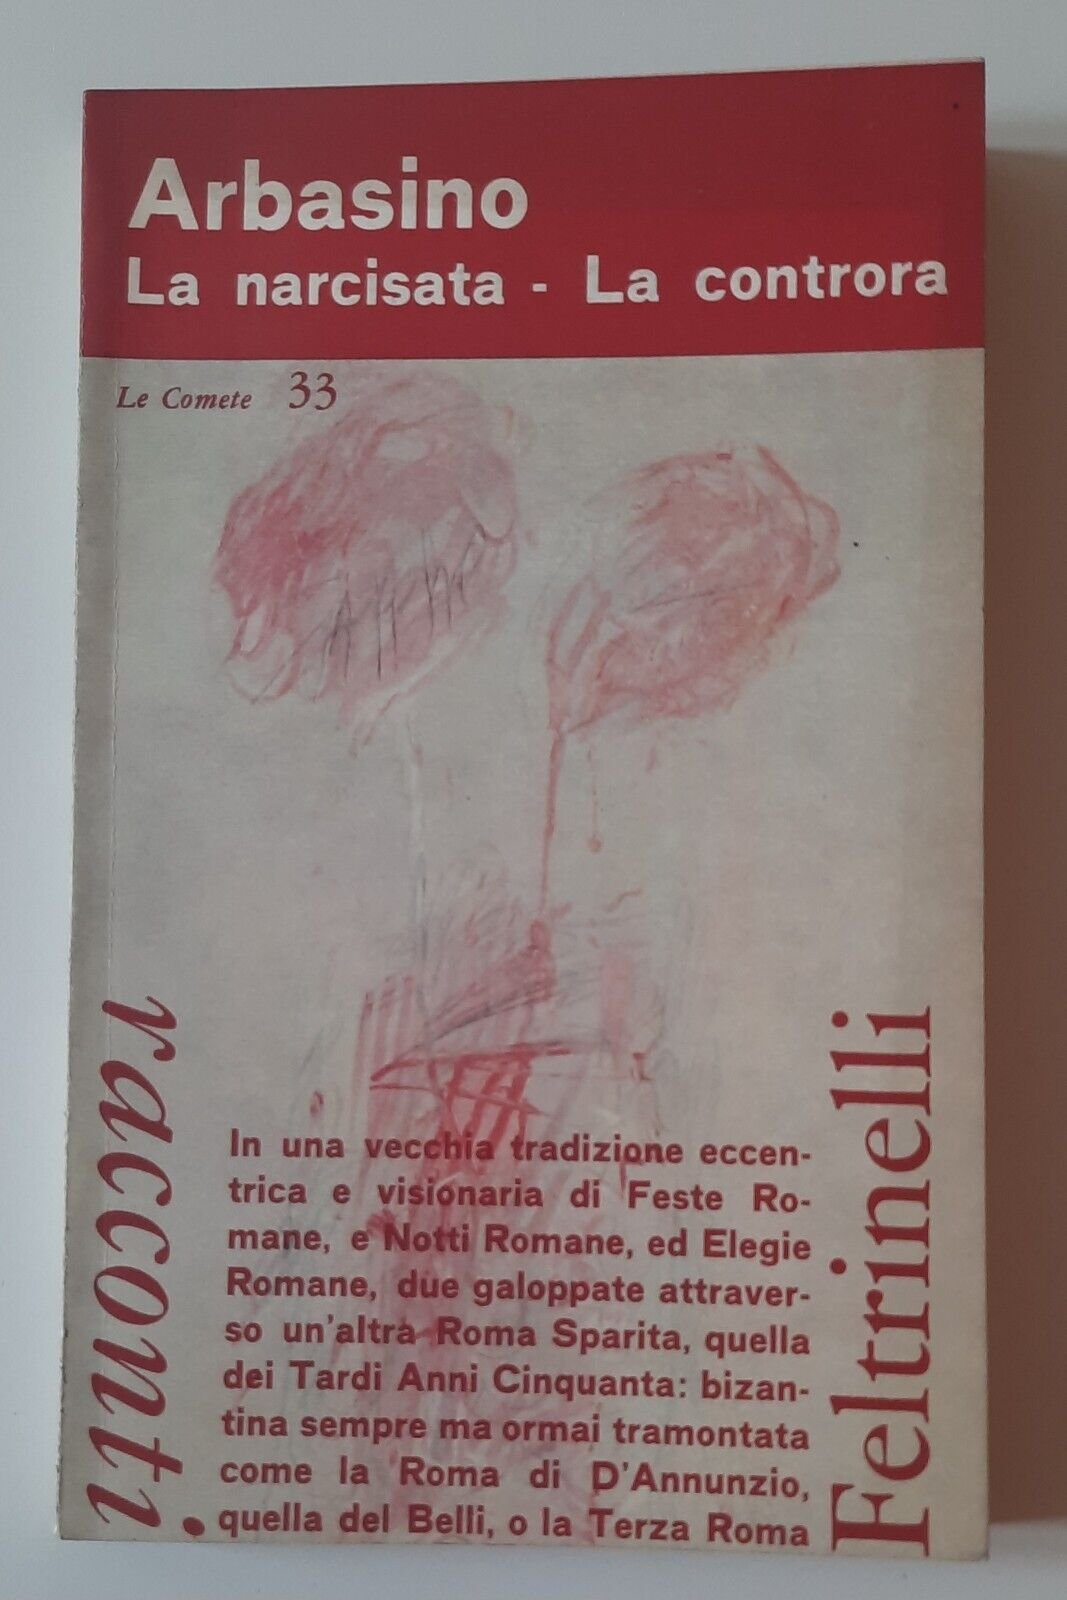 Arbasino
La narcisata - La controra
Le Comete 33
In una vecchia tradizione eccen-
trica e visionaria di Feste Ro-
mane, e Notti Romane, ed Elegie
Romane, due galoppate attraver-
so un'altra Roma Sparita, quella
dei Tardi Anni Cinquanta: bizan-
tina sempre ma ormai tramontata
come la Roma di D'Annunzio,
quella del Belli, o la Terza Roma
racconti
Feltrinelli